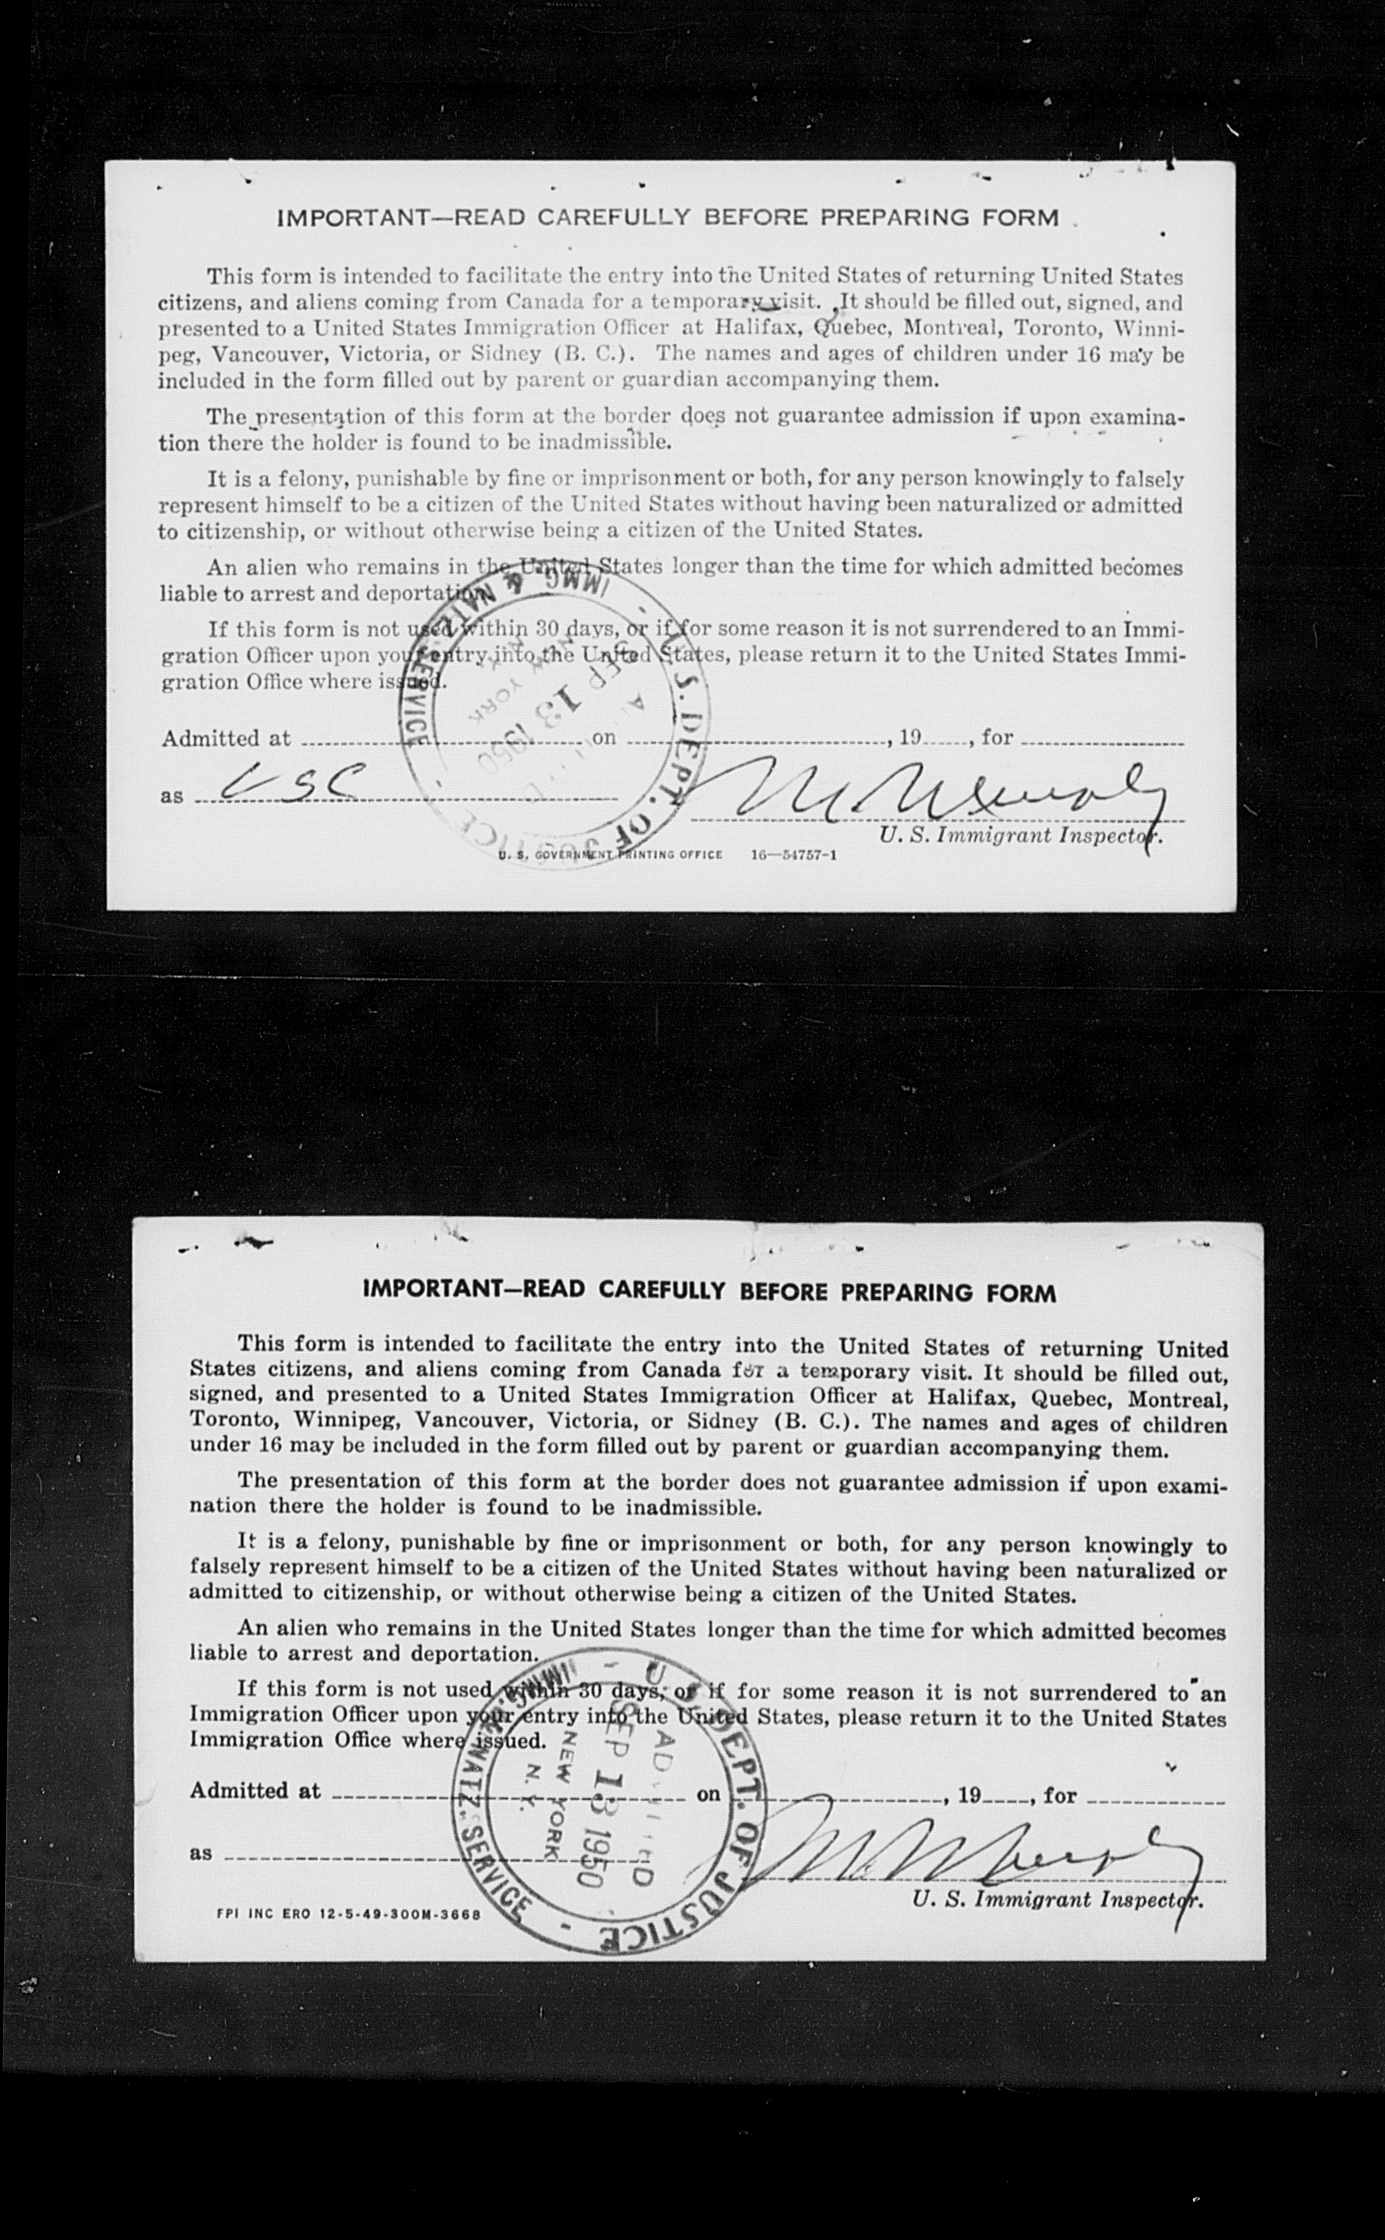 IMPORTANT—READ CAREFULLY BEFORE PREPARING FORM
This form is intended to facilitate the entry into the United States of returning United States
citizens, and aliens coming from Canada for a temporary visit. It should be filled out, signed, and
presented to a United States Immigration Officer at Halifax, Quebec, Montreal, Toronto, Winni-
peg, Vancouver, Victoria, or Sidney (B. C.). The names and ages of children under 16 may be
included in the form filled out by parent or guardian accompanying them.
The presentation of this form at the border does not guarantee admission if upon examina-
tion there the holder is found to be inadmissible.
It is a felony, punishable by fine or imprisonment or both, for any person knowingly to falsely
represent himself to be a citizen of the United States without having been naturalized or admitted
to citizenship, or without otherwise being a citizen of the United States.
An alien who remains in the United States longer than the time for which admitted becomes
liable to arrest and deportation.
If this form is not used within 30 days, or if for some reason it is not surrendered to an Immi-
gration Officer upon your entry into the United States, please return it to the United States Immi-
gration Office where issued.
Admitted at on , 19 , for
as USC
U. S. Immigrant Inspector.
U. S. GOVERNMENT PRINTING OFFICE 16—54757-1
U. S. DEPT. OF JUSTICE - IMMG. & NATZ. SERVICE -
SEP 13 1950
NEW YORK
IMPORTANT—READ CAREFULLY BEFORE PREPARING FORM
This form is intended to facilitate the entry into the United States of returning United
States citizens, and aliens coming from Canada for a temporary visit. It should be filled out,
signed, and presented to a United States Immigration Officer at Halifax, Quebec, Montreal,
Toronto, Winnipeg, Vancouver, Victoria, or Sidney (B. C.). The names and ages of children
under 16 may be included in the form filled out by parent or guardian accompanying them.
The presentation of this form at the border does not guarantee admission if upon exami-
nation there the holder is found to be inadmissible.
It is a felony, punishable by fine or imprisonment or both, for any person knowingly to
falsely represent himself to be a citizen of the United States without having been naturalized or
admitted to citizenship, or without otherwise being a citizen of the United States.
An alien who remains in the United States longer than the time for which admitted becomes
liable to arrest and deportation.
If this form is not used within 30 days, or if for some reason it is not surrendered to an
Immigration Officer upon your entry into the United States, please return it to the United States
Immigration Office where issued.
Admitted at on , 19 , for
as
U. S. Immigrant Inspector.
FPI INC ERO 12-5-49-300M-3668
U. S. DEPT. OF JUSTICE - IMMG. & NATZ. SERVICE -
ADMITTED
SEP 13 1950
NEW YORK
N. Y.